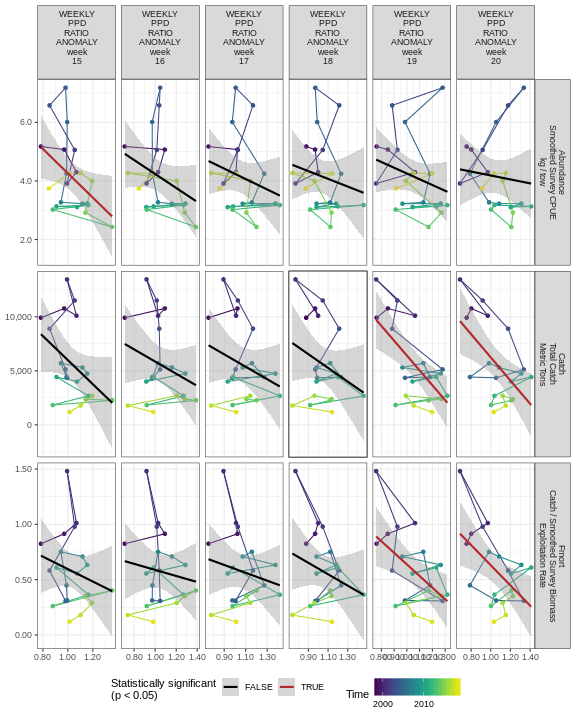 WEEKLY
PPD
RATIO
ANOMALY
week
15
WEEKLY
PPD
RATIO
ANOMALY
week
16
WEEKLY
PPD
RATIO
ANOMALY
week
17
WEEKLY
PPD
RATIO
ANOMALY
week
18
WEEKLY
PPD
RATIO
ANOMALY
week
19
WEEKLY
PPD
RATIO
ANOMALY
week
20
6.0
4.0
2.0
Abundance
Smoothed Survey CPUE
kg / tow
10,000
5,000
0
Catch
Total Catch
Metric Tons
1.50
1.00
0.50
0.00
Fmort
Catch / Smoothed Survey Biomass
Exploitation Rate
0.80 1.00 1.20
0.80 1.00 1.20 1.40
0.90 1.10 1.30
0.90 1.10 1.30
0.80 1.00 1.20 1.40
Statistically significant
(p < 0.05)
FALSE
TRUE
Time
2000 2010